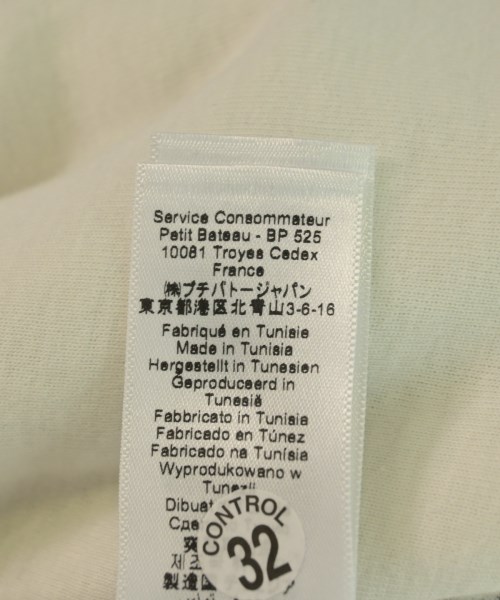 Service Consommateur
Petit Bateau - BP 525
10081 Troyes Cedex
France
㈱プチバトージャパン
東京都港区北青山3-6-16
Fabriqué en Tunisie
Made in Tunisia
Hergestellt in Tunesien
Geproduceerd in
Tunesië
Fabbricato in Tunisia
Fabricado en Túnez
Fabricado na Tunísia
Wyprodukowano w
CONTROL
32
製造